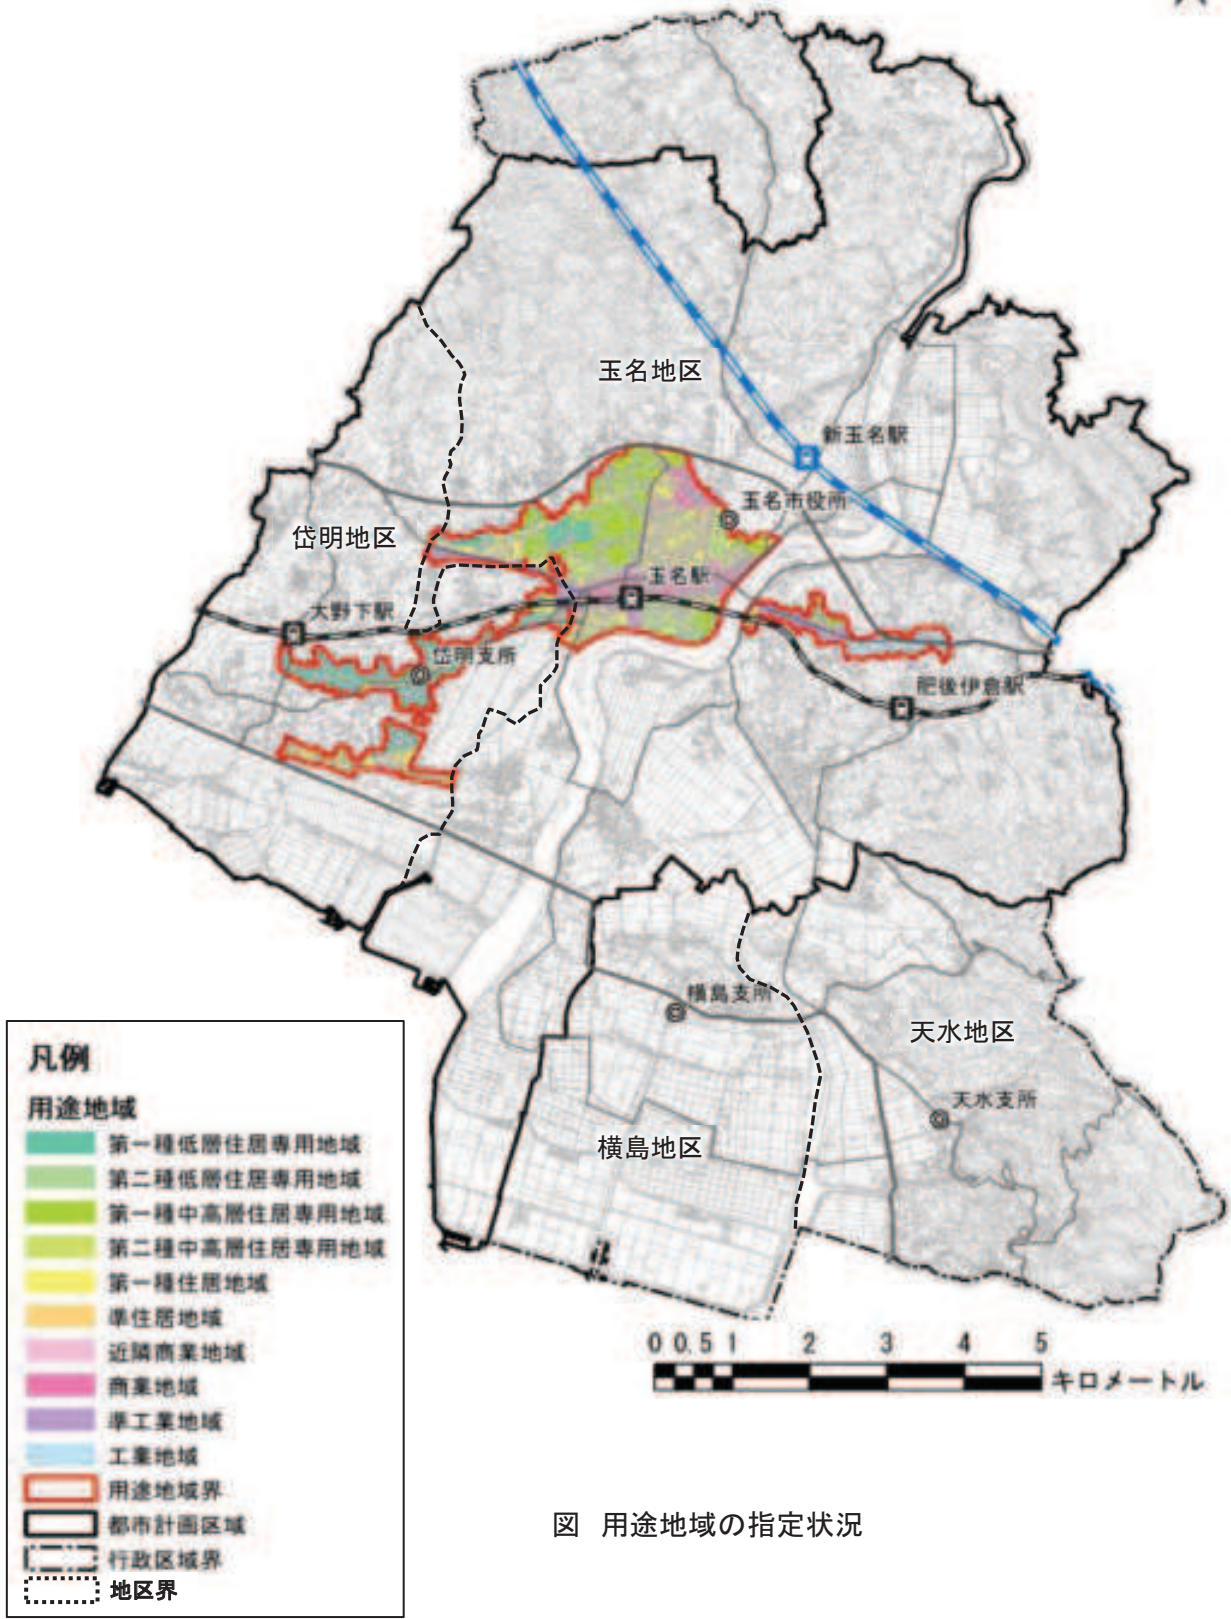 玉名地区
新玉名駅
玉名市役所
岱明地区
玉名駅
大野下駅
岱明支所
肥後伊倉駅
横島支所
天水地区
天水支所
横島地区
凡例
用途地域
第一種低層住居専用地域
第二種低層住居専用地域
第一種中高層住居専用地域
第二種中高層住居専用地域
第一種住居地域
準住居地域
近隣商業地域
商業地域
準工業地域
工業地域
用途地域界
都市計画区域
行政区域界
地区界
0 0.5 1 2 3 4 5
キロメートル
図 用途地域の指定状況